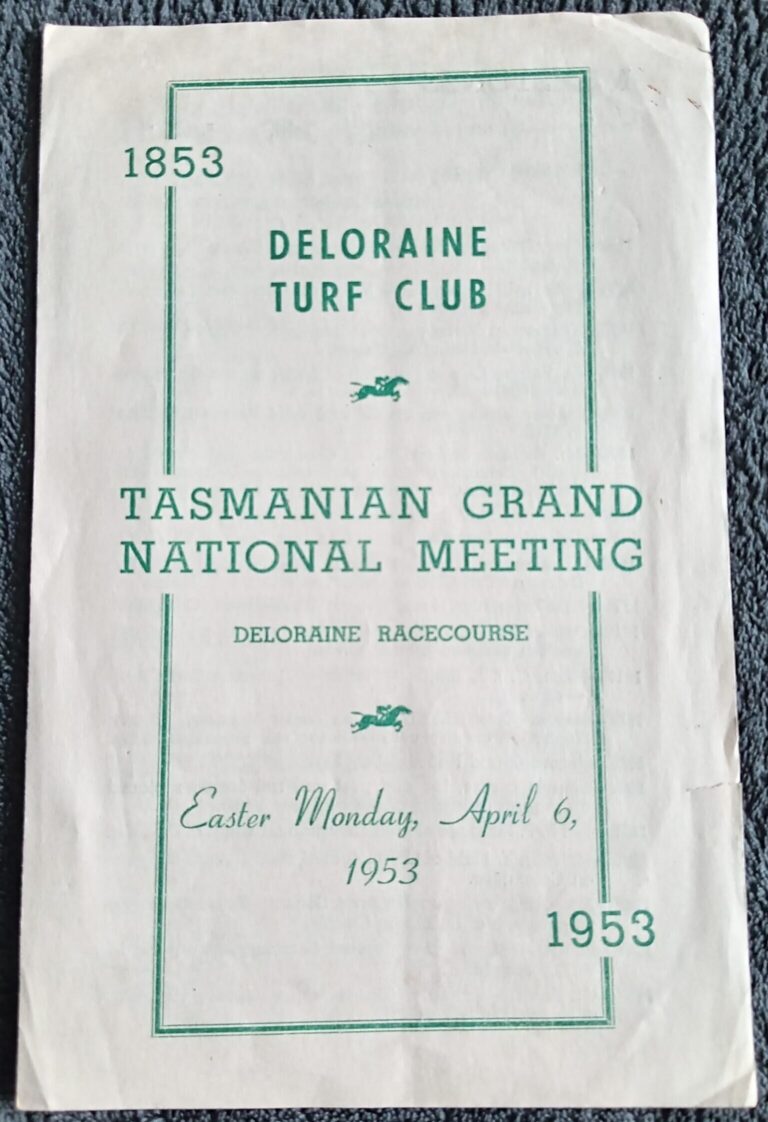 1853
DELORAINE
TURF CLUB
TASMANIAN GRAND
NATIONAL MEETING
DELORAINE RACECOURSE
Easter Monday, April 6,
1953
1953